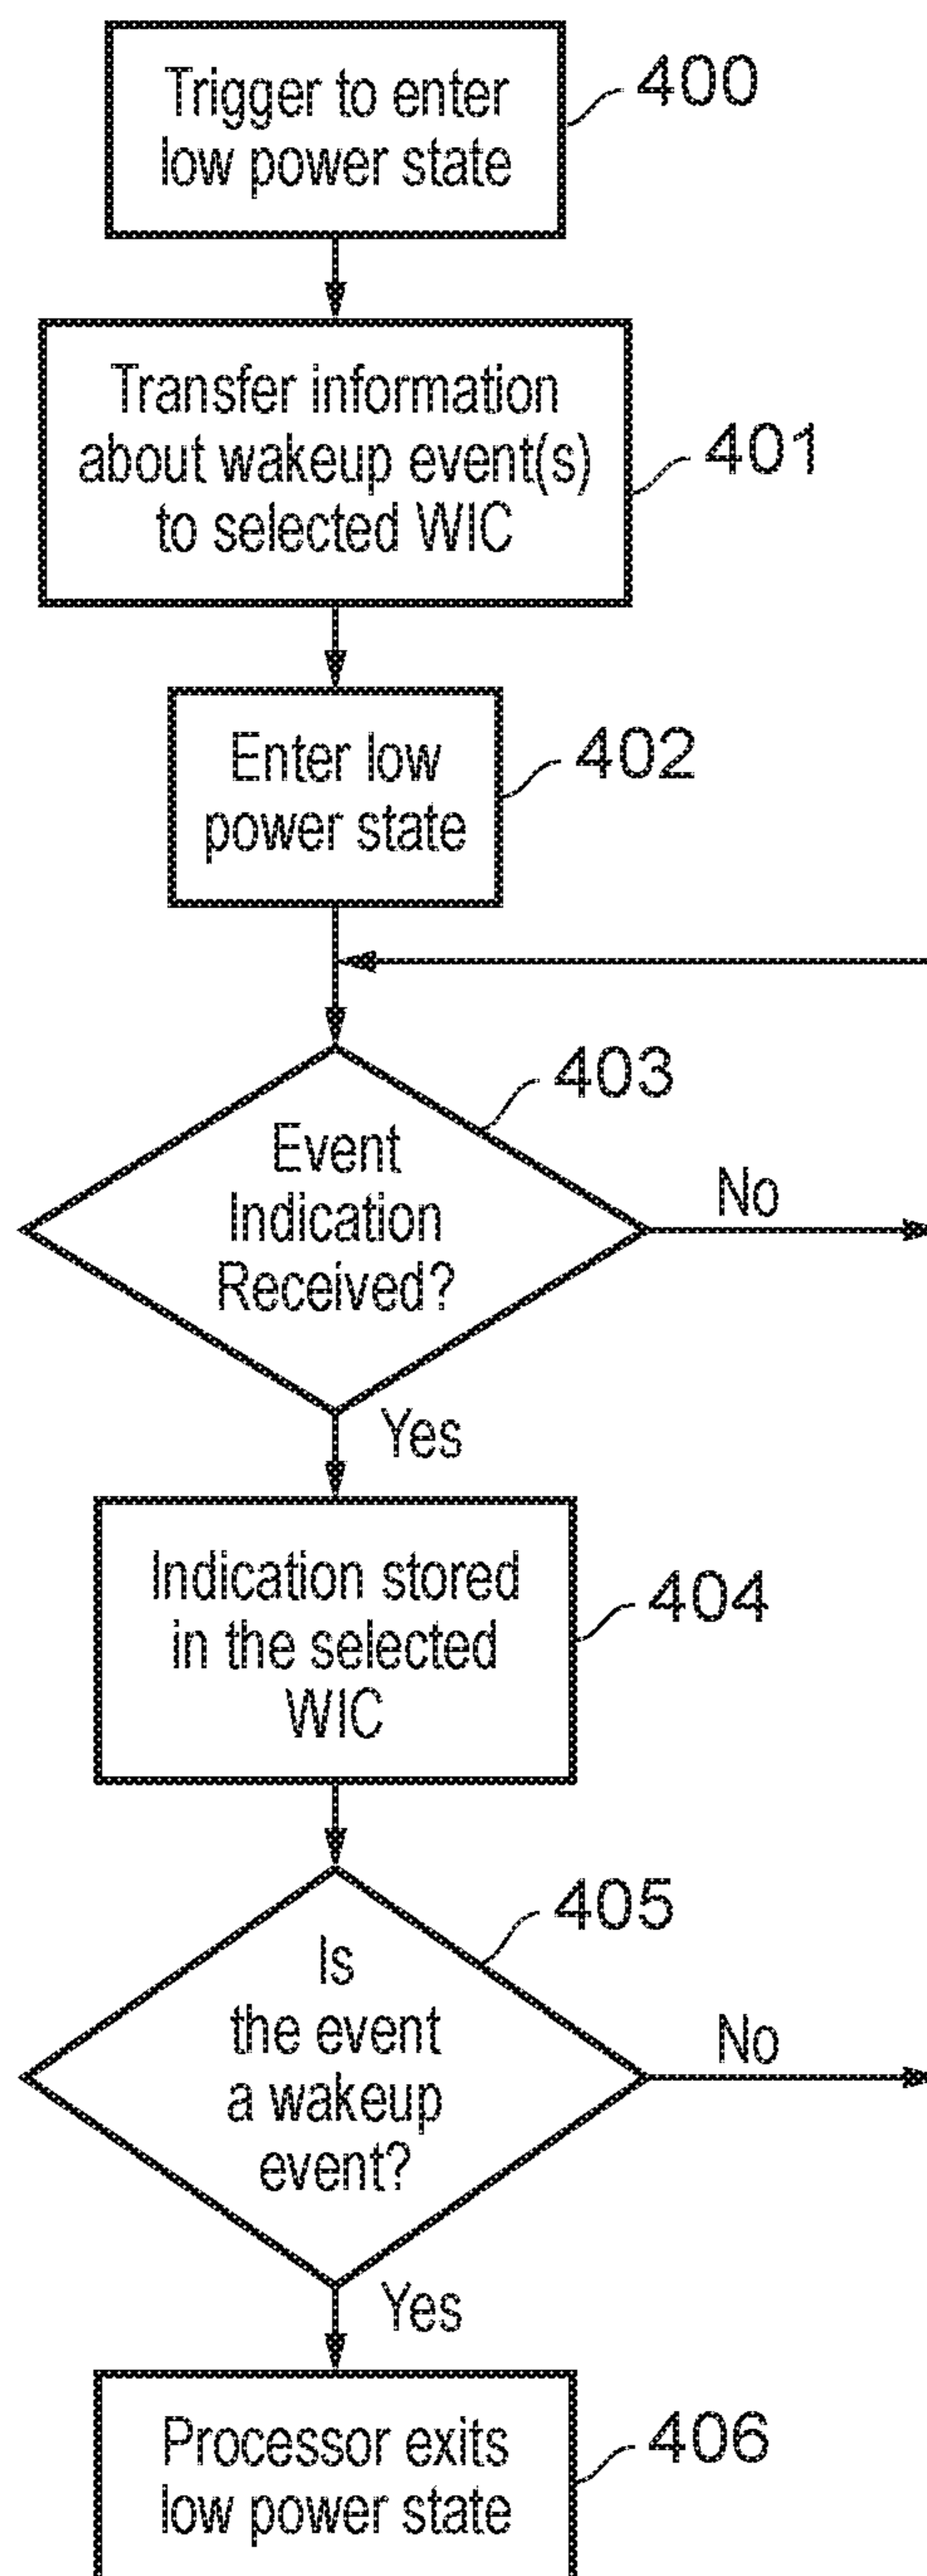 Trigger to enter
low power state
400
Transfer information
about wakeup event(s)
to selected WIC
401
Enter low
power state
402
403
Event
Indication
Received?
No
Yes
Indication stored
in the selected
WIC
404
405
Is
the event
a wakeup
event?
No
Yes
Processor exits
low power state
406